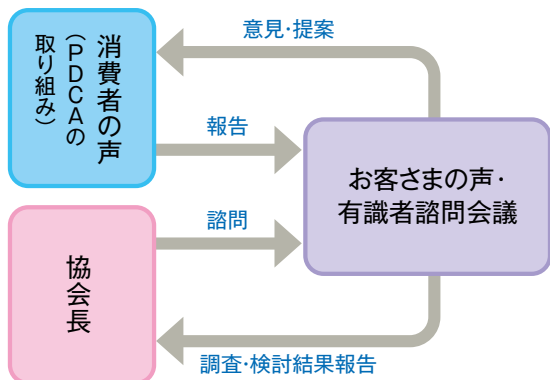 消費者の声
（PDCAの
取り組み）
意見・提案
報告
お客さまの声・
有識者諮問会議
諮問
協会長
調査・検討結果報告